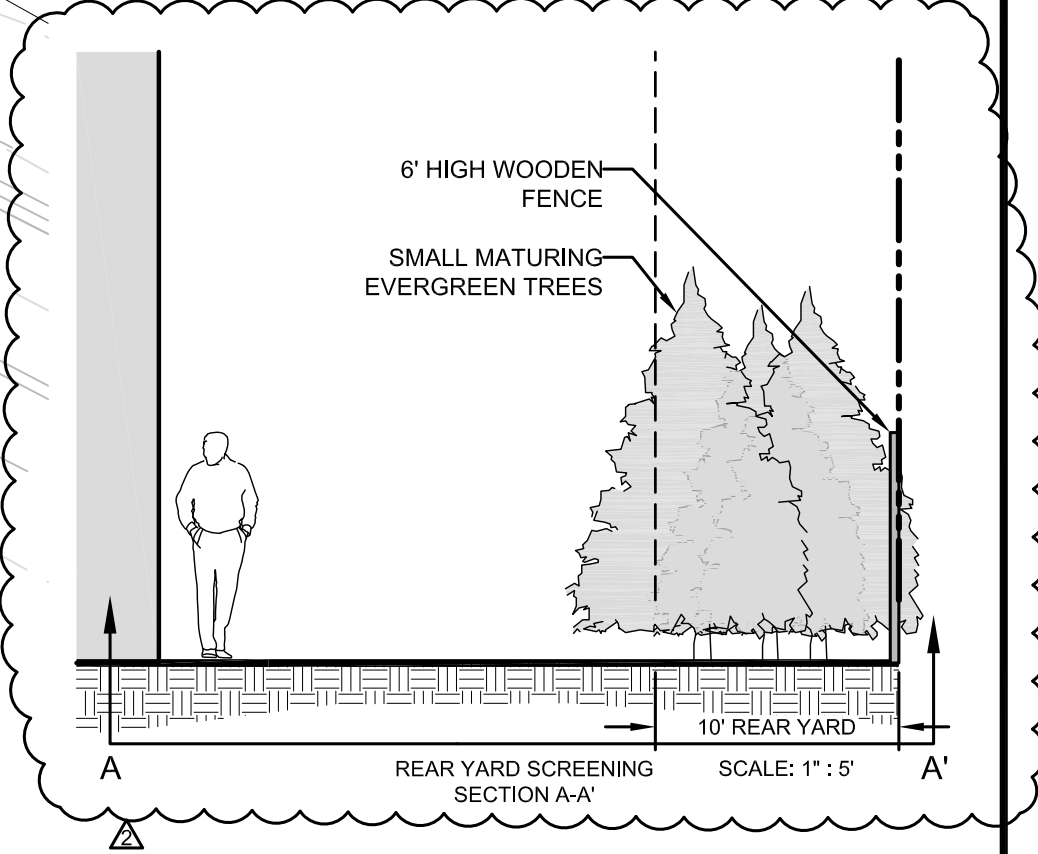 6' HIGH WOODEN
FENCE
SMALL MATURING
EVERGREEN TREES
10' REAR YARD
A
REAR YARD SCREENING
SECTION A-A'
SCALE: 1" : 5'
A'
2